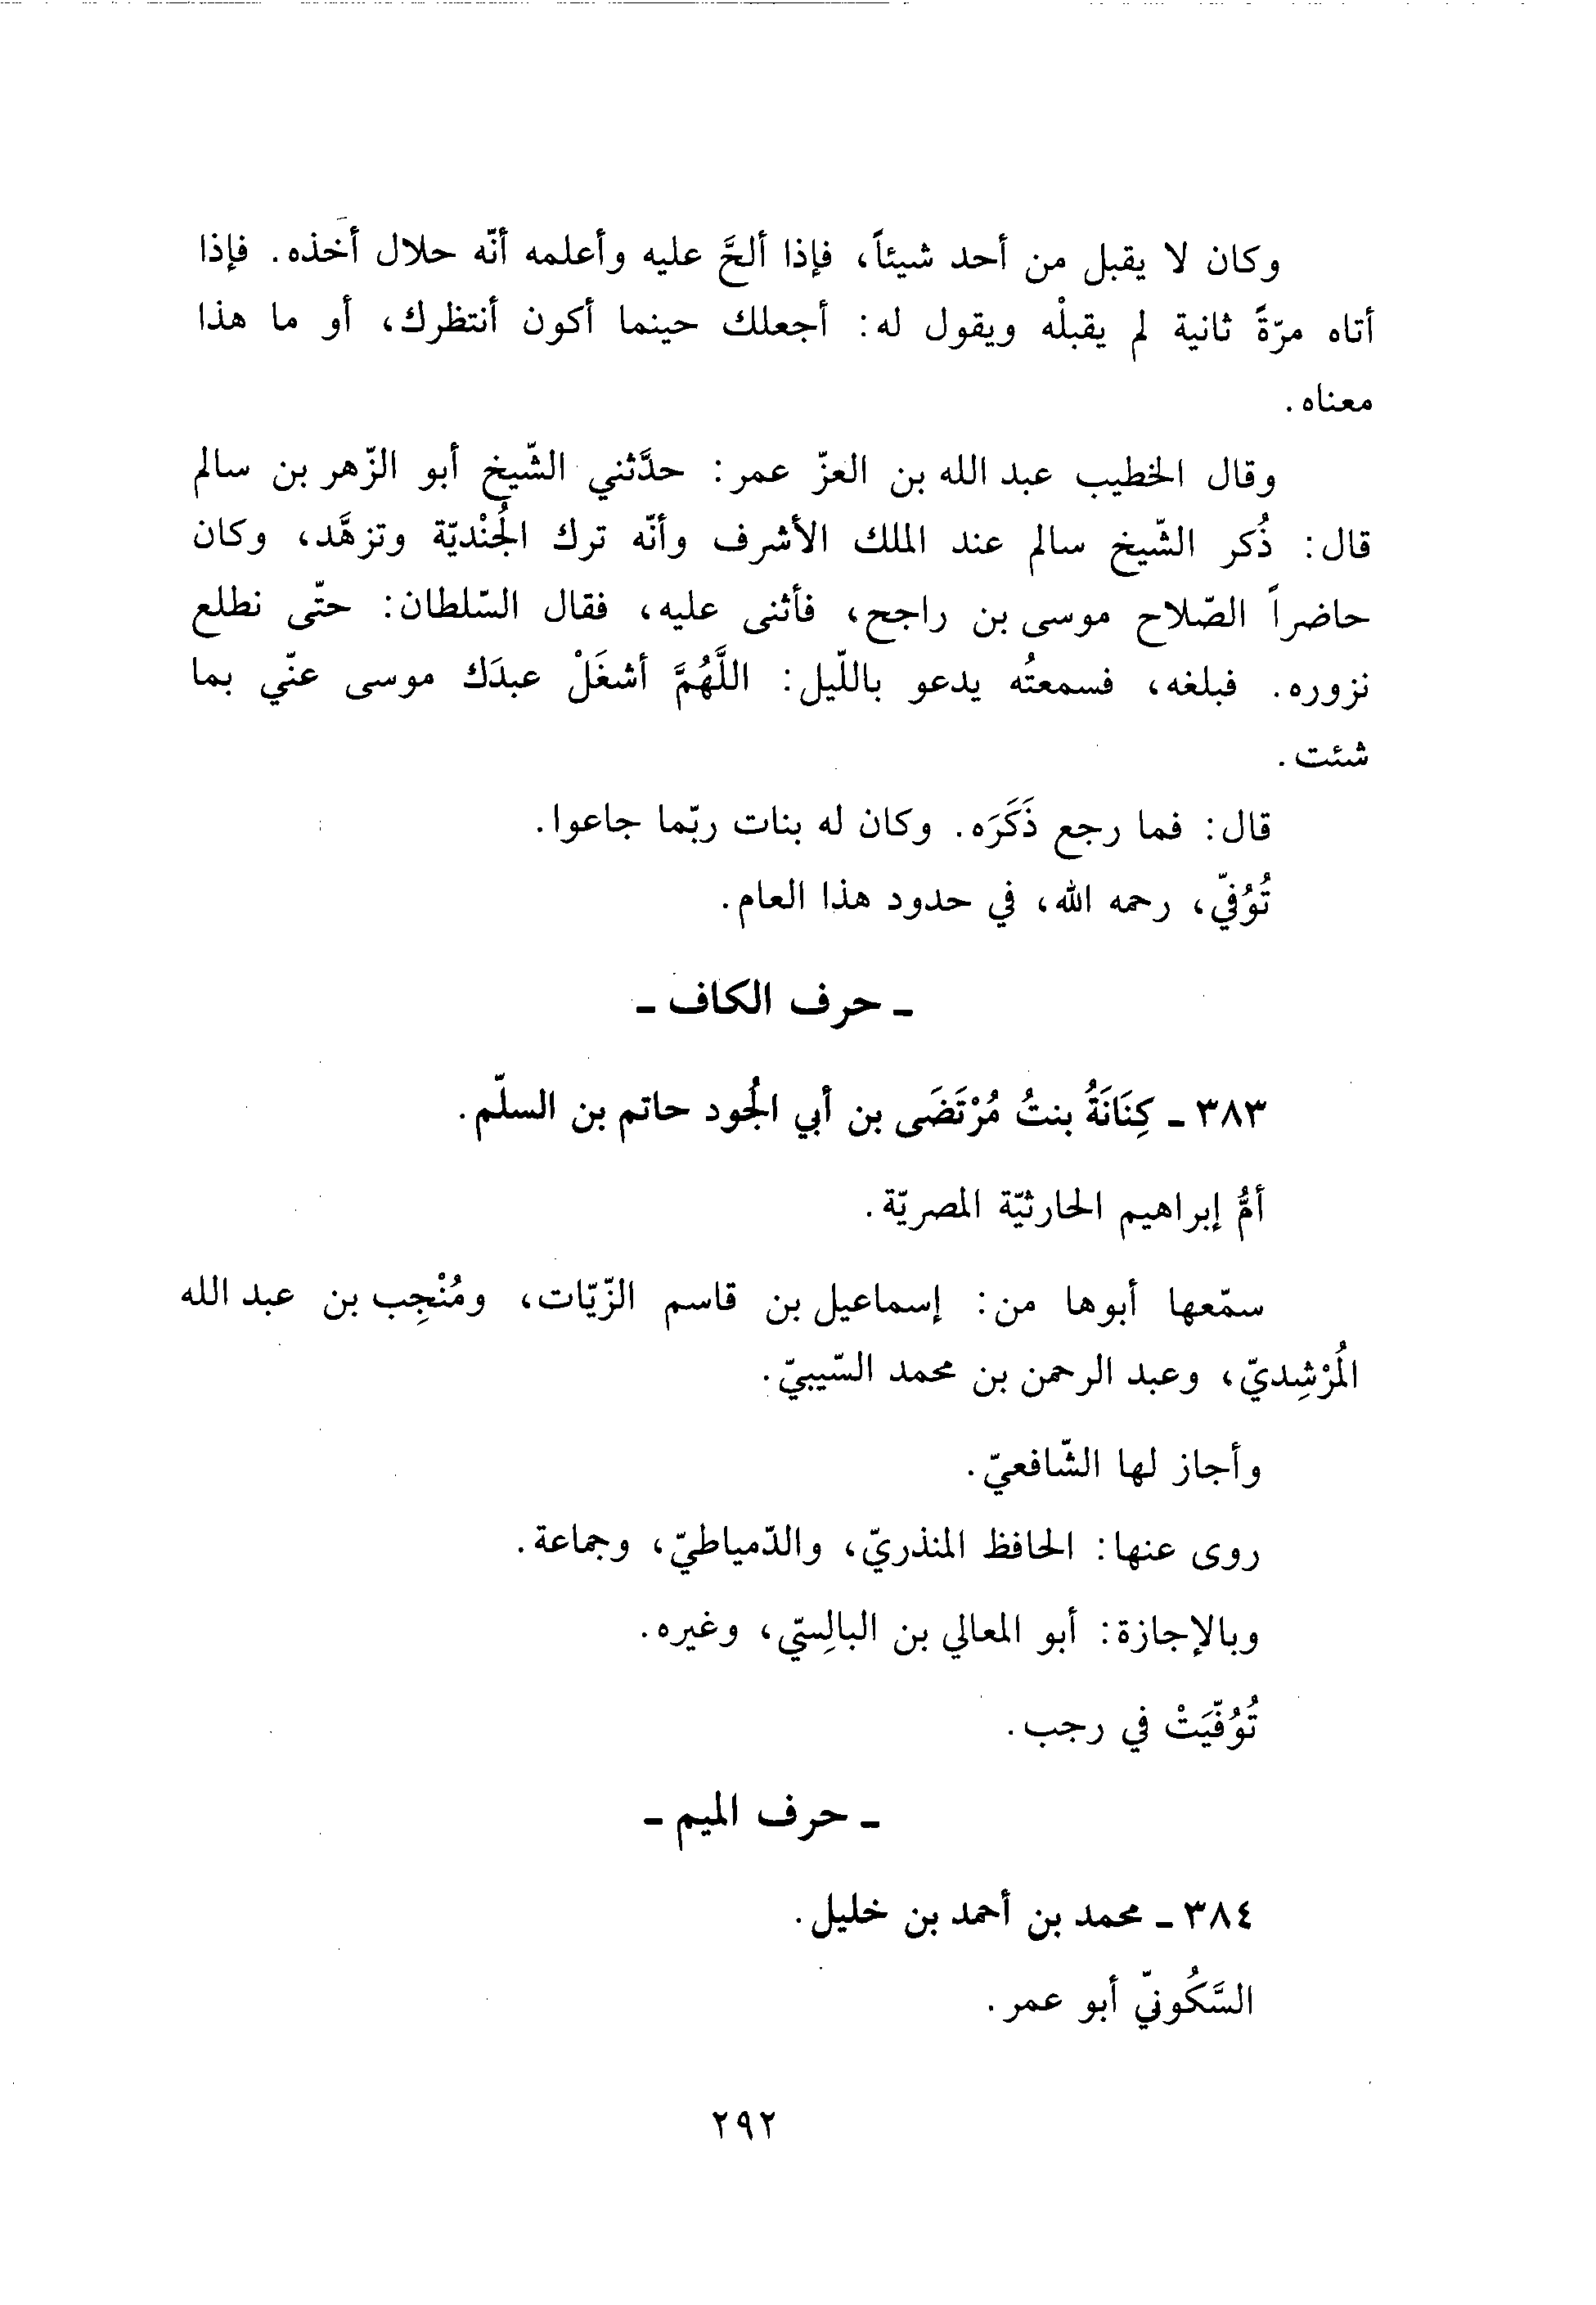 وكان لا يقبل من أحد شيئاً، فإذا ألحَّ عليه وأعلمه أنّه حلال أخذه. فإذا
أتاه مرّةً ثانية لم يقبلْه ويقول له: أجعلك حينما أكون أنتظرك، أو ما هذا
معناه.
وقال الخطيب عبد الله بن العزّ عمر: حدَّثني الشّيخ أبو الزّهر بن سالم
قال: ذُكر الشّيخ سالم عند الملك الأشرف وأنّه ترك الجُنْديّة وتزهَّد، وكان
حاضراً الصّلاح موسى بن راجح، فأثنى عليه، فقال السّلطان: حتّى نطلع
نزوره. فبلغه، فسمعتُه يدعو باللّيل: اللَّهُمَّ أشغَلْ عبدَك موسى عنّي بما
شئت.
قال: فما رجع ذَكَرَه. وكان له بنات ربّما جاعوا.
تُوُفّي، رحمه الله، في حدود هذا العام.
ـ حرف الكاف ـ
٣٨٣ ـ كِنَانَةُ بنتُ مُرْتَضَى بن أبي الجُود حاتم بن السلّم.
أمُّ إبراهيم الحارثيّة المصريّة.
سمّعها أبوها من: إسماعيل بن قاسم الزّيّات، ومُنْجِب بن عبد الله
المُرْشِديّ، وعبد الرحمن بن محمد السّيبيّ.
وأجاز لها الشّافعيّ.
روى عنها: الحافظ المنذريّ، والدّمياطيّ، وجماعة.
وبالإجازة: أبو المعالي بن البالِسيّ، وغيره.
تُوُفّيَتْ في رجب.
ـ حرف الميم ـ
٣٨٤ ـ محمد بن أحمد بن خليل.
السَّكُونيّ أبو عمر.
٢٩٢